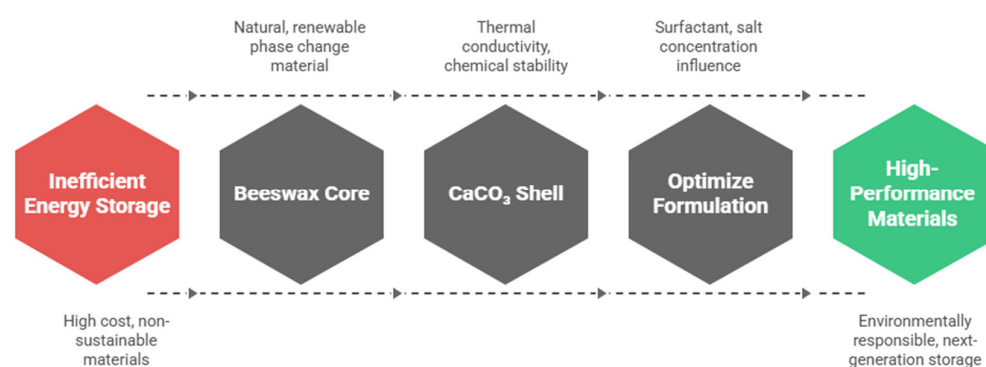 Natural, renewable
phase change
material
Thermal
conductivity,
chemical stability
Surfactant, salt
concentration
influence
Inefficient
Energy Storage
Beeswax Core
CaCO₃ Shell
Optimize
Formulation
High-
Performance
Materials
High cost, non-
sustainable
materials
Environmentally
responsible, next-
generation storage